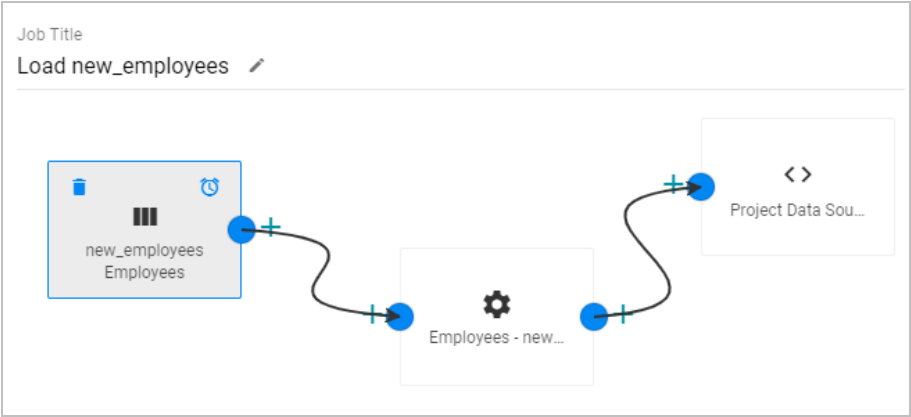 Job Title
Load new_employees
new_employees
Employees
Employees - new...
Project Data Sou...